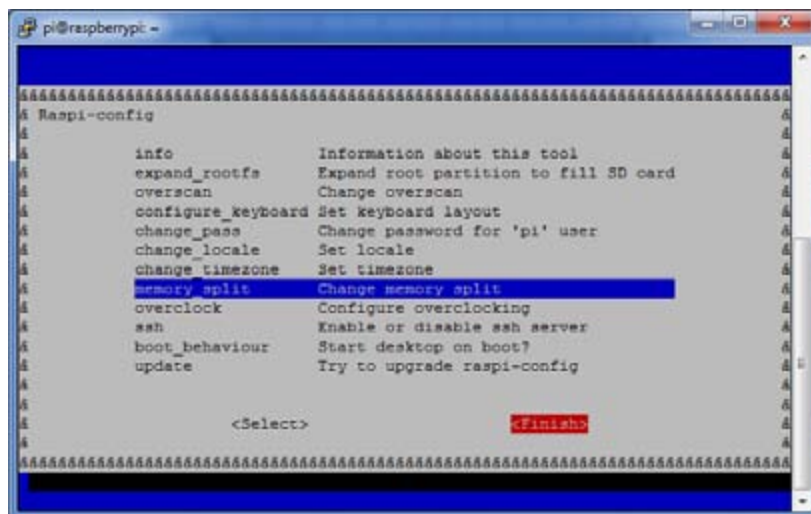 pi@raspberrypi: ~
Raspi-config
info Information about this tool
expand_rootfs Expand root partition to fill SD card
overscan Change overscan
configure_keyboard Set keyboard layout
change_pass Change password for 'pi' user
change_locale Set locale
change_timezone Set timezone
memory_split Change memory split
overclock Configure overclocking
ssh Enable or disable ssh server
boot_behaviour Start desktop on boot?
update Try to upgrade raspi-config
<Select> <Finish>